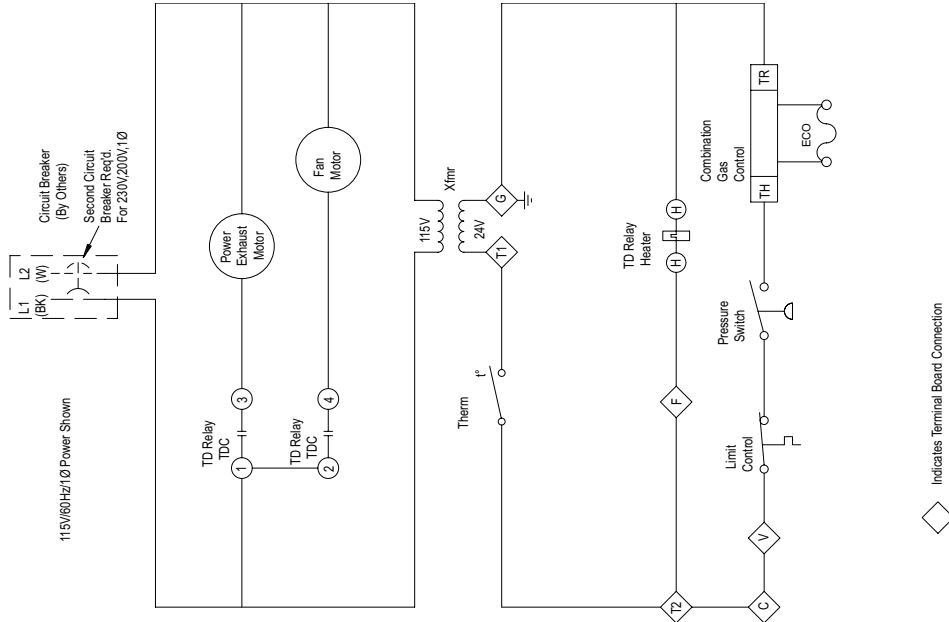 Circuit Breaker
(By Others)
Second Circuit
Breaker Req'd.
For 230V,200V,1Ø
L1
(BK)
L2
(W)
115V/60Hz/1Ø Power Shown
TD Relay
TDC
1
3
Power
Exhaust
Motor
TD Relay
TDC
2
4
Fan
Motor
115V
Xfmr
24V
T1
G
Therm
t°
TD Relay
Heater
T2
F
H
H
Combination
Gas
Control
C
V
Limit
Control
Pressure
Switch
TH
TR
ECO
Indicates Terminal Board Connection